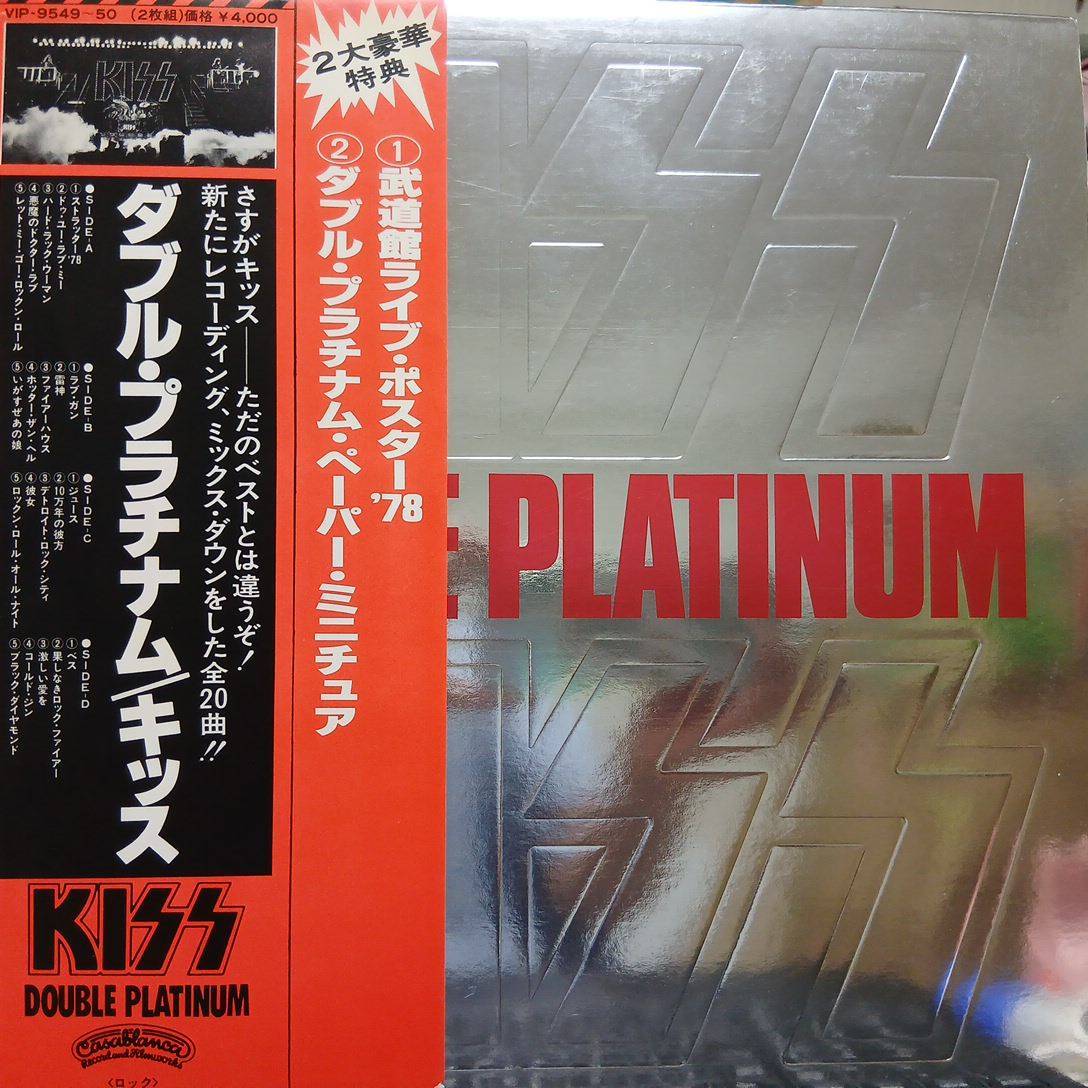 VIP-9549~50 (2枚組)価格 ¥4,000
KISS
KISS
2大豪華
特典
①武道館ライブ・ポスター'78
②ダブル・プラチナム・ペーパー・ミニチュア
さすがキッス──ただのベストとは違うぞ!
新たにレコーディング、ミックス・ダウンをした全20曲!!
ダブル・プラチナム/キッス
●SIDE-A
①ストラッター'78
②ドゥ・ユー・ラブ・ミー
③ハード・ラック・ウーマン
④悪魔のドクター・ラブ
⑤レット・ミー・ゴー・ロックン・ロール
●SIDE-B
①ラブ・ガン
②雷神
③ファイアーハウス
④ホッター・ザン・ヘル
⑤いかすぜあの娘
●SIDE-C
①ジュース
②10万年の彼方
③デトロイト・ロック・シティ
④彼女
⑤ロックン・ロール・オール・ナイト
●SIDE-D
①ベス
②果しなきロック・ファイアー
③激しい愛を
④コールド・ジン
⑤ブラック・ダイヤモンド
KISS
DOUBLE PLATINUM
Casablanca
Record and FilmWorks
〈ロック〉
KISS
E PLATINUM
KISS